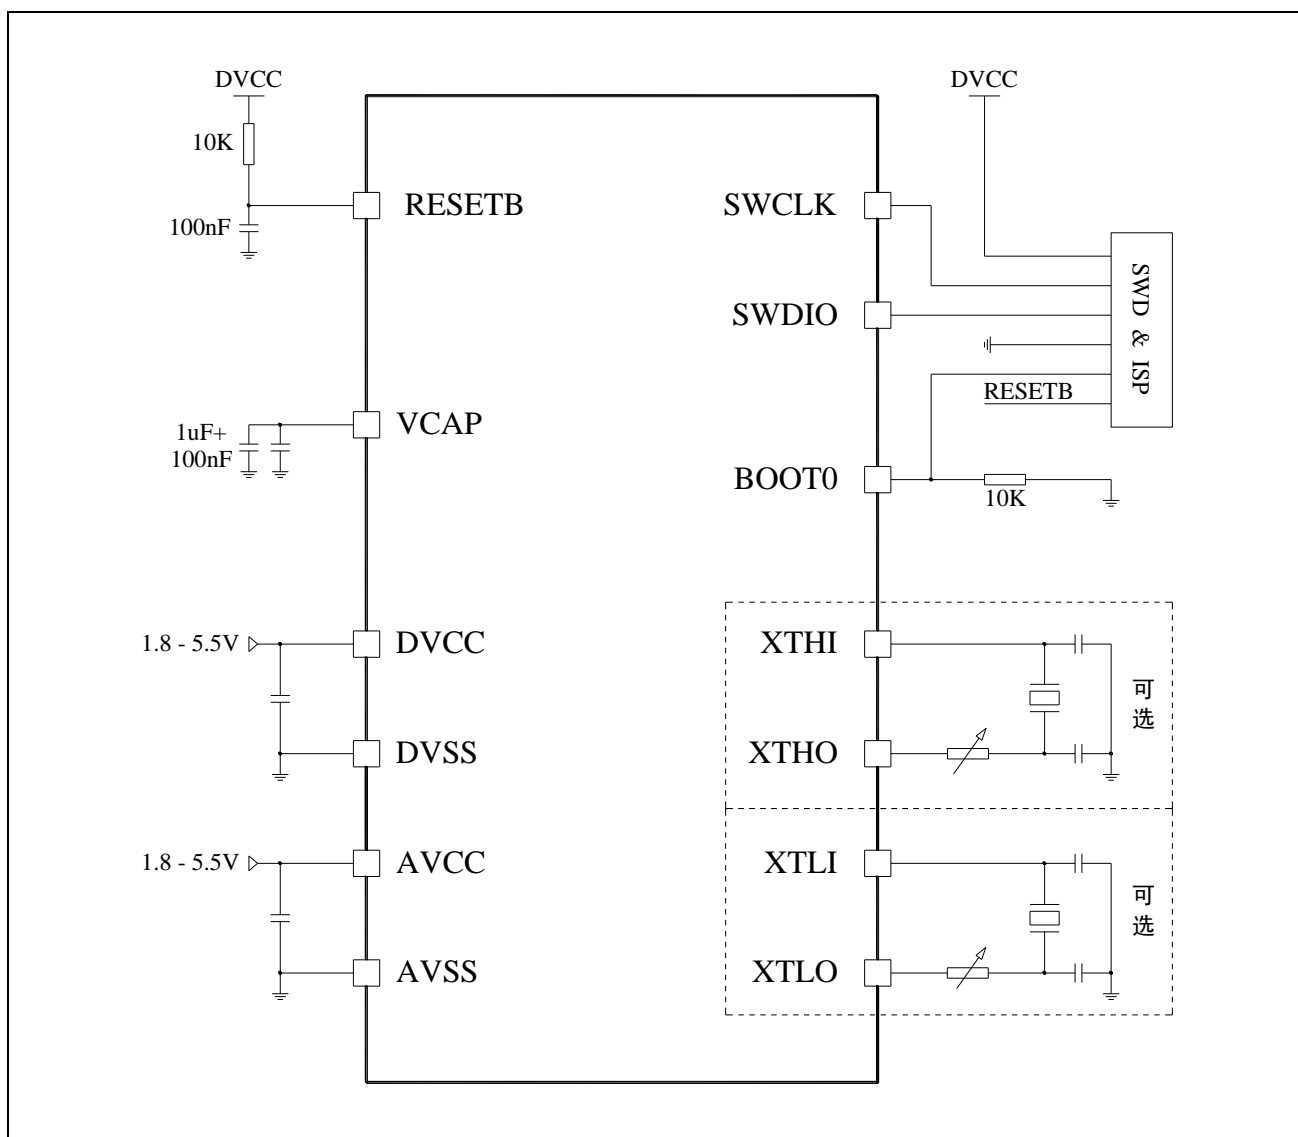 DVCC
10K
RESETB
100nF
VCAP
1uF+
100nF
1.8 - 5.5V
DVCC
DVSS
1.8 - 5.5V
AVCC
AVSS
DVCC
SWCLK
SWDIO
SWD & ISP
RESETB
BOOT0
10K
XTHI
XTHO
可
选
XTLI
XTLO
可
选